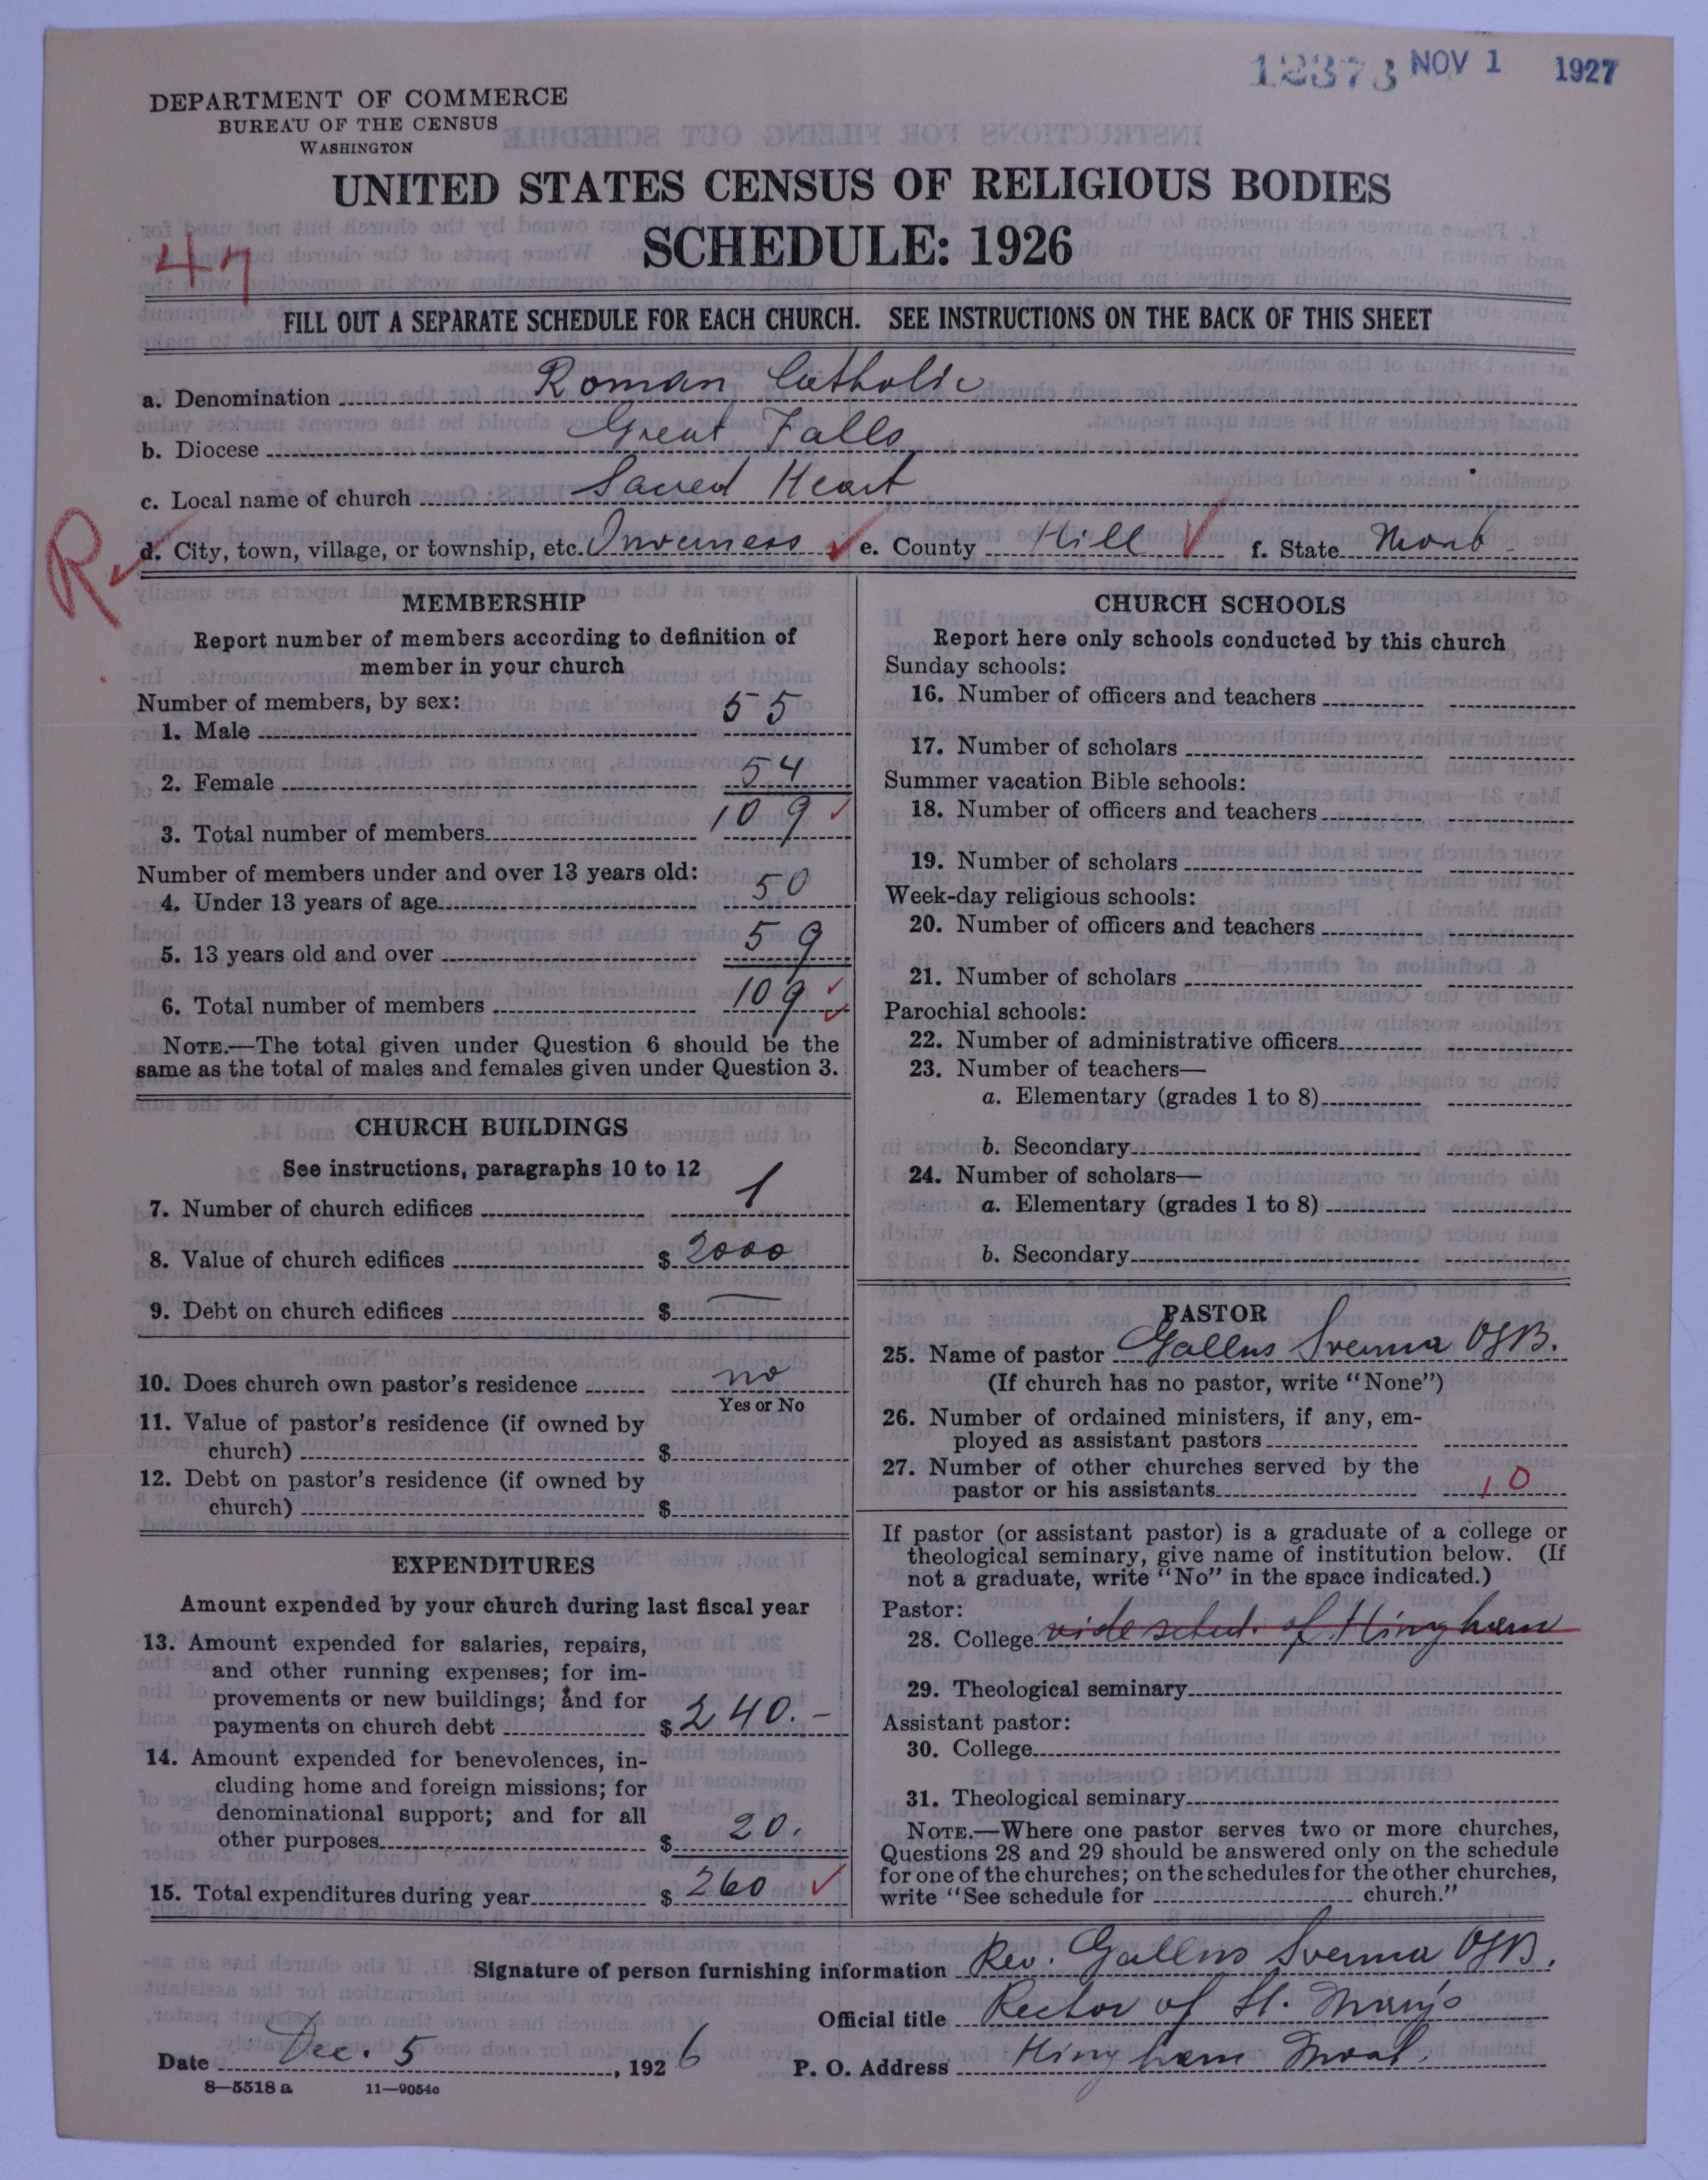 12373 NOV 1 1927
DEPARTMENT OF COMMERCE
BUREAU OF THE CENSUS
WASHINGTON
UNITED STATES CENSUS OF RELIGIOUS BODIES
SCHEDULE: 1926
47
FILL OUT A SEPARATE SCHEDULE FOR EACH CHURCH. SEE INSTRUCTIONS ON THE BACK OF THIS SHEET
a. Denomination Roman Catholic
b. Diocese Great Falls
c. Local name of church Sacred Heart
R
d. City, town, village, or township, etc. Inverness e. County Hill f. State Mont.
MEMBERSHIP
Report number of members according to definition of
member in your church
Number of members, by sex:
1. Male 55
2. Female 54
3. Total number of members 109
Number of members under and over 13 years old:
4. Under 13 years of age 50
5. 13 years old and over 59
6. Total number of members 109
NOTE.—The total given under Question 6 should be the
same as the total of males and females given under Question 3.
CHURCH BUILDINGS
See instructions, paragraphs 10 to 12
7. Number of church edifices 1
8. Value of church edifices $ 2000
9. Debt on church edifices $ —
10. Does church own pastor's residence no
Yes or No
11. Value of pastor's residence (if owned by
church) $
12. Debt on pastor's residence (if owned by
church) $
EXPENDITURES
Amount expended by your church during last fiscal year
13. Amount expended for salaries, repairs,
and other running expenses; for im-
provements or new buildings; and for
payments on church debt $ 240.–
14. Amount expended for benevolences, in-
cluding home and foreign missions; for
denominational support; and for all
other purposes $ 20.
15. Total expenditures during year $ 260
CHURCH SCHOOLS
Report here only schools conducted by this church
Sunday schools:
16. Number of officers and teachers
17. Number of scholars
Summer vacation Bible schools:
18. Number of officers and teachers
19. Number of scholars
Week-day religious schools:
20. Number of officers and teachers
21. Number of scholars
Parochial schools:
22. Number of administrative officers
23. Number of teachers—
a. Elementary (grades 1 to 8)
b. Secondary
24. Number of scholars—
a. Elementary (grades 1 to 8)
b. Secondary
PASTOR
25. Name of pastor Gallus OSB.
(If church has no pastor, write "None")
26. Number of ordained ministers, if any, em-
ployed as assistant pastors
27. Number of other churches served by the
pastor or his assistants 10
If pastor (or assistant pastor) is a graduate of a college or
theological seminary, give name of institution below. (If
not a graduate, write "No" in the space indicated.)
Pastor:
28. College vide sched. of Hingham
29. Theological seminary
Assistant pastor:
30. College
31. Theological seminary
NOTE.—Where one pastor serves two or more churches,
Questions 28 and 29 should be answered only on the schedule
for one of the churches; on the schedules for the other churches,
write "See schedule for church."
Signature of person furnishing information Rev. Gallus OSB.
Official title Rector of St. Mary's
Date Dec. 5, 1926 P. O. Address Hingham Mont.
8—5518 a 11—9054c